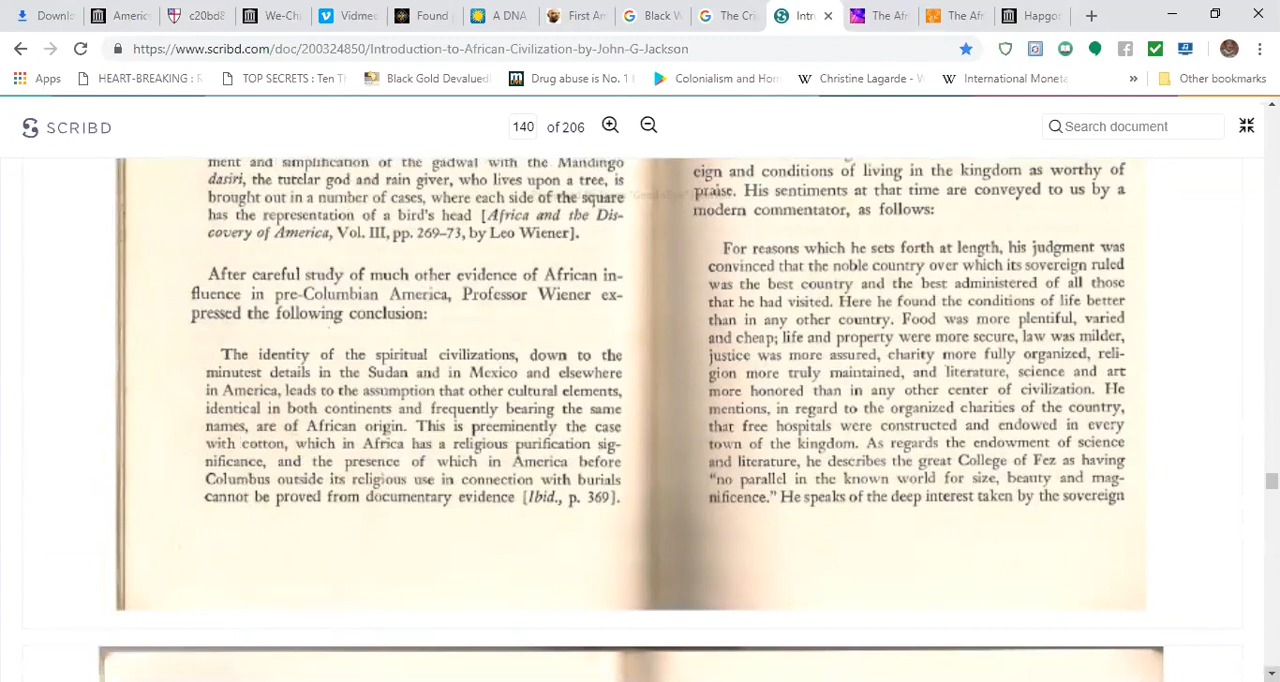 Downlo
Americ
c20bd8
We-Ch
Vidmed
Found
A DNA
First An
Black W
The Cri
Intr
The Afr
The Afr
Hapgo
https://www.scribd.com/doc/200324850/Introduction-to-African-Civilization-by-John-G-Jackson
Apps
HEART-BREAKING : R
TOP SECRETS : Ten Th
Black Gold Devalued
Drug abuse is No. 1
Colonialism and Hom
Christine Lagarde - W
International Moneta
»
Other bookmarks
SCRIBD
140 of 206
Search document
ment and simplification of the gadwal with the Mandingo
dasiri, the tutelar god and rain giver, who lives upon a tree, is
brought out in a number of cases, where each side of the square
has the representation of a bird's head [Africa and the Dis-
covery of America, Vol. III, pp. 269–73, by Leo Wiener].
After careful study of much other evidence of African in-
fluence in pre-Columbian America, Professor Wiener ex-
pressed the following conclusion:
The identity of the spiritual civilizations, down to the
minutest details in the Sudan and in Mexico and elsewhere
in America, leads to the assumption that other cultural elements,
identical in both continents and frequently bearing the same
names, are of African origin. This is preeminently the case
with cotton, which in Africa has a religious purification sig-
nificance, and the presence of which in America before
Columbus outside its religious use in connection with burials
cannot be proved from documentary evidence [Ibid., p. 369].
eign and conditions of living in the kingdom as worthy of
praise. His sentiments at that time are conveyed to us by a
modern commentator, as follows:
For reasons which he sets forth at length, his judgment was
convinced that the noble country over which its sovereign ruled
was the best country and the best administered of all those
that he had visited. Here he found the conditions of life better
than in any other country. Food was more plentiful, varied
and cheap; life and property were more secure, law was milder,
justice was more assured, charity more fully organized, reli-
gion more truly maintained, and literature, science and art
more honored than in any other center of civilization. He
mentions, in regard to the organized charities of the country,
that free hospitals were constructed and endowed in every
town of the kingdom. As regards the endowment of science
and literature, he describes the great College of Fez as having
"no parallel in the known world for size, beauty and mag-
nificence." He speaks of the deep interest taken by the sovereign